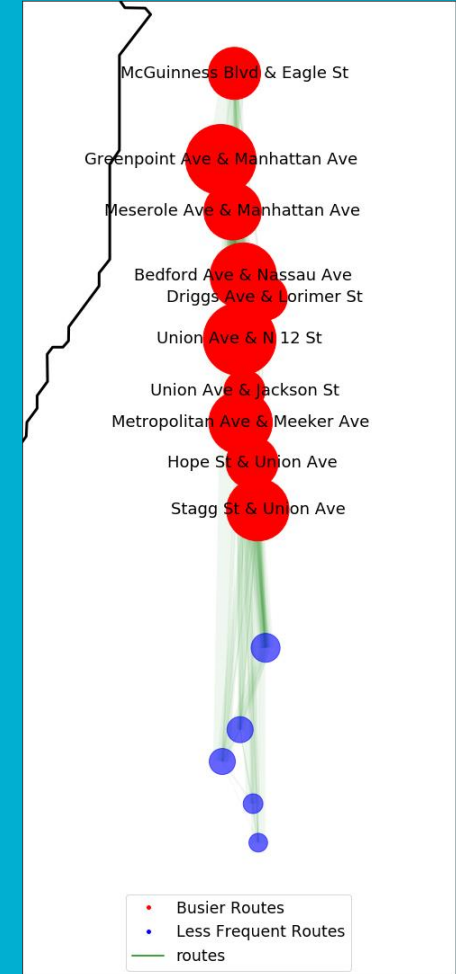 McGuinness Blvd & Eagle St
Greenpoint Ave & Manhattan Ave
Meserole Ave & Manhattan Ave
Bedford Ave & Nassau Ave
Driggs Ave & Lorimer St
Union Ave & N 12 St
Union Ave & Jackson St
Metropolitan Ave & Meeker Ave
Hope St & Union Ave
Stagg St & Union Ave
Busier Routes
Less Frequent Routes
routes